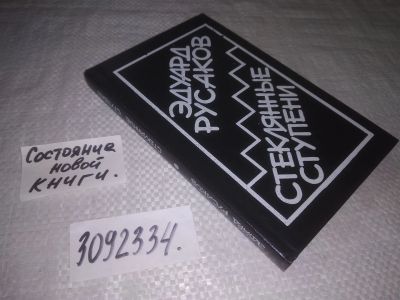 ЭДУАРД
РУСАКОВ
СТЕКЛЯННЫЕ
СТУПЕНИ
Состояние
новой
книги.
3092334.